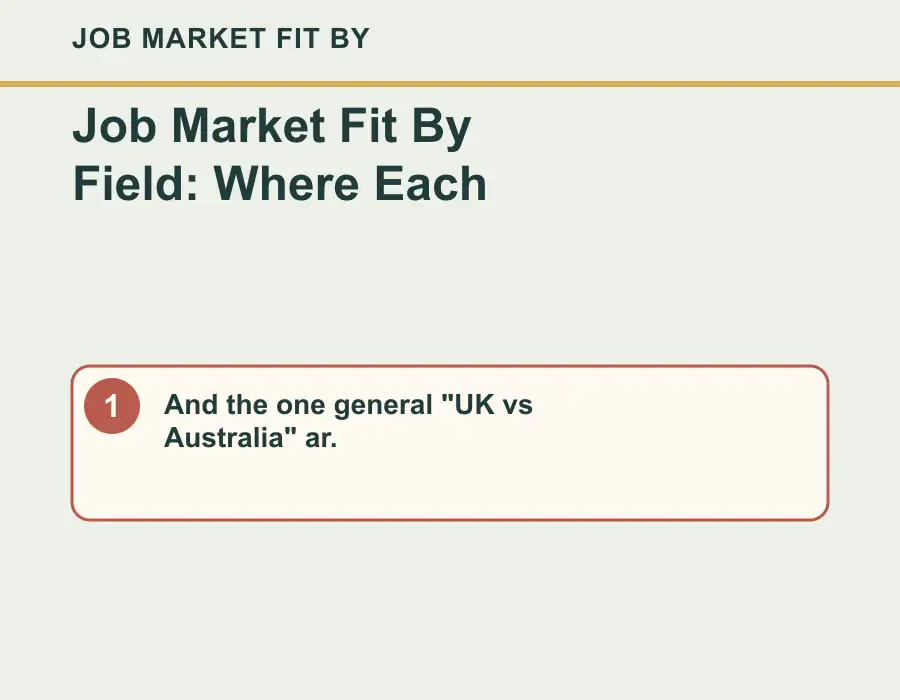 JOB MARKET FIT BY
Job Market Fit By
Field: Where Each
1
And the one general "UK vs
Australia" ar.